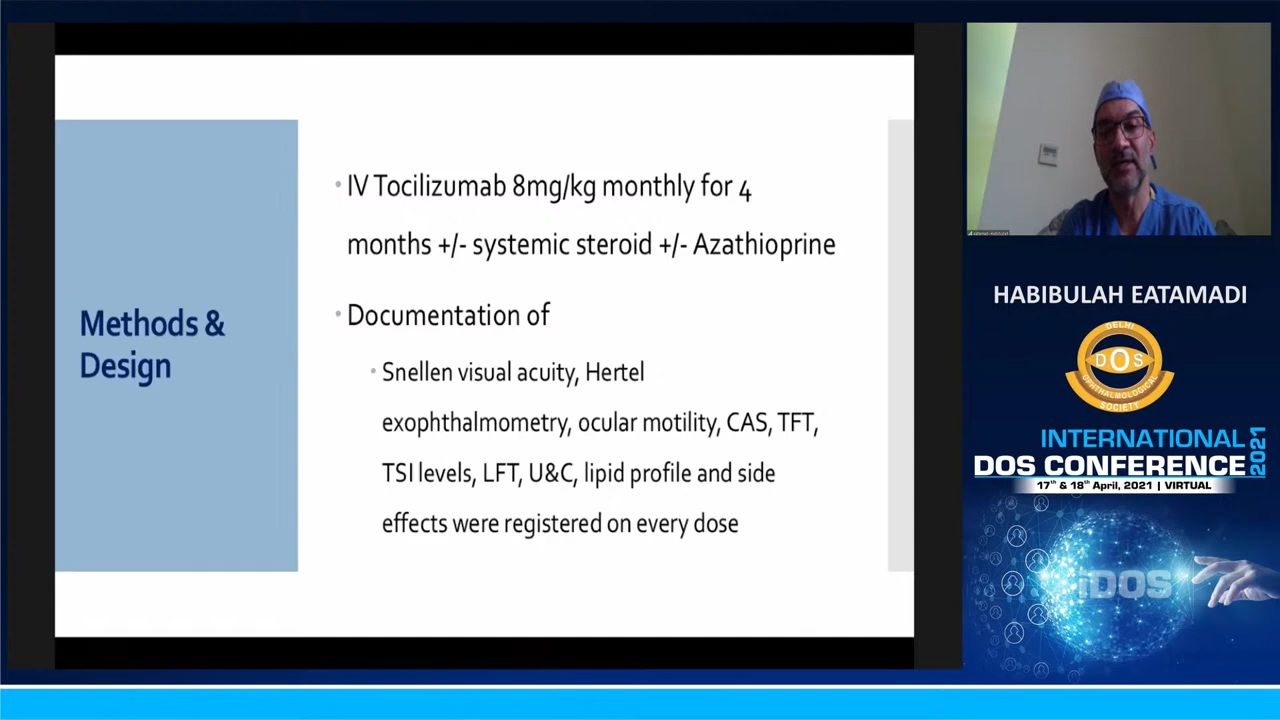 Methods &
Design
• IV Tocilizumab 8mg/kg monthly for 4
months +/- systemic steroid +/- Azathioprine
• Documentation of
• Snellen visual acuity, Hertel
exophthalmometry, ocular motility, CAS, TFT,
TSI levels, LFT, U&C, lipid profile and side
effects were registered on every dose
HABIBULAH EATAMADI
DELHI
DOS
OPHTHALMOLOGICAL
SOCIETY
INTERNATIONAL
DOS CONFERENCE
2021
17th & 18th April, 2021 | VIRTUAL
iDOS